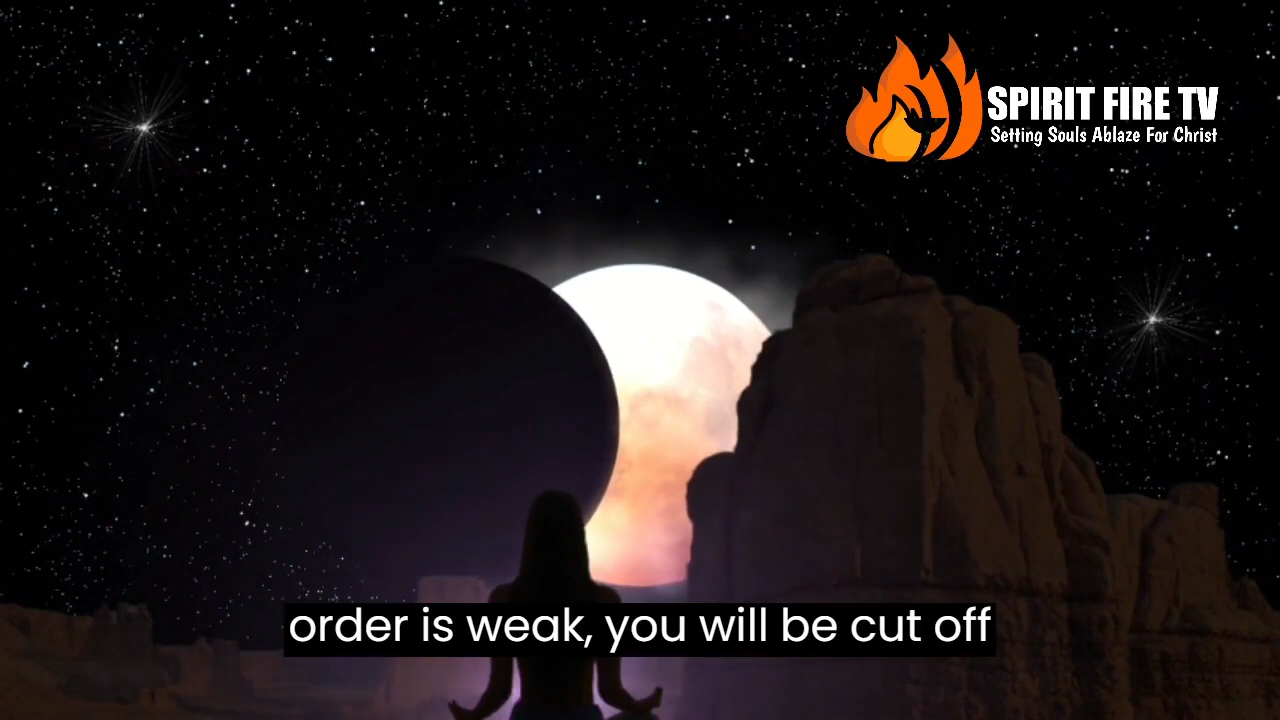 SPIRIT FIRE TV
Setting Souls Ablaze For Christ
order is weak, you will be cut off